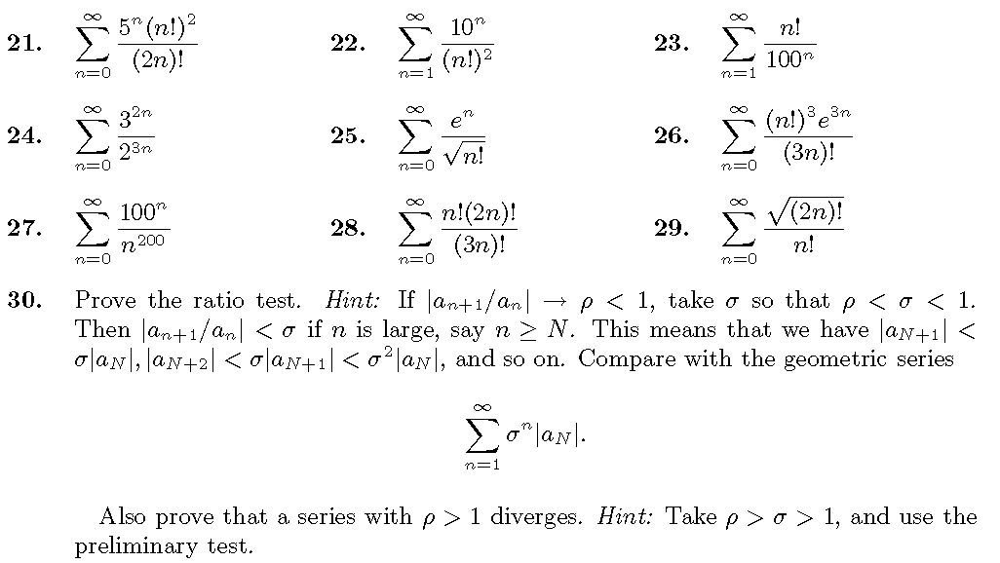 21. $\sum_{n=0}^{\infty} \frac{5^n (n!)^2}{(2n)!}$ 22. $\sum_{n=1}^{\infty} \frac{10^n}{(n!)^2}$ 23. $\sum_{n=1}^{\infty} \frac{n!}{100^n}$
24. $\sum_{n=0}^{\infty} \frac{3^{2n}}{2^{3n}}$ 25. $\sum_{n=0}^{\infty} \frac{e^n}{\sqrt{n!}}$ 26. $\sum_{n=0}^{\infty} \frac{(n!)^3 e^{3n}}{(3n)!}$
27. $\sum_{n=0}^{\infty} \frac{100^n}{n^{200}}$ 28. $\sum_{n=0}^{\infty} \frac{n!(2n)!}{(3n)!}$ 29. $\sum_{n=0}^{\infty} \frac{\sqrt{(2n)!}}{n!}$
30. Prove the ratio test. Hint: If $|a_{n+1}/a_n| \to \rho < 1$, take $\sigma$ so that $\rho < \sigma < 1$.
Then $|a_{n+1}/a_n| < \sigma$ if $n$ is large, say $n \geq N$. This means that we have $|a_{N+1}| <$
$\sigma|a_N|, |a_{N+2}| < \sigma|a_{N+1}| < \sigma^2|a_N|$, and so on. Compare with the geometric series
$\sum_{n=1}^{\infty} \sigma^n |a_N|.$
Also prove that a series with $\rho > 1$ diverges. Hint: Take $\rho > \sigma > 1$, and use the
preliminary test.